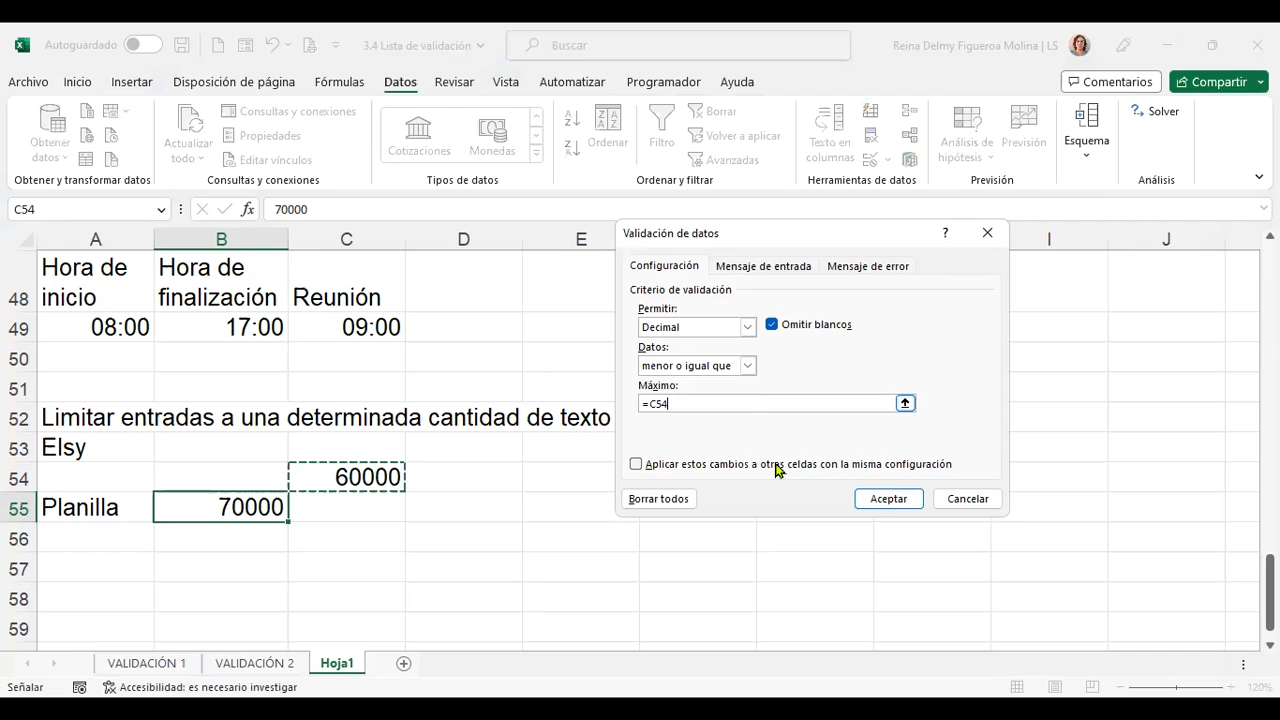 Autoguardado
3.4 Lista de validación
Buscar
Reina Delmy Figueroa Molina | LS
Archivo Inicio Insertar Disposición de página Fórmulas Datos Revisar Vista Automatizar Programador Ayuda
Comentarios
Compartir
Obtener datos
Actualizar todo
Consultas y conexiones
Propiedades
Editar vínculos
Cotizaciones
Monedas
Ordenar
Filtro
Borrar
Volver a aplicar
Avanzadas
Texto en columnas
Análisis de hipótesis
Previsión
Esquema
Solver
Obtener y transformar datos Consultas y conexiones Tipos de datos Ordenar y filtrar Herramientas de datos Previsión Análisis
C54 fx 70000
A B C D E I J
48 Hora de inicio Hora de finalización Reunión
49 08:00 17:00 09:00
50
51
52 Limitar entradas a una determinada cantidad de texto
53 Elsy
54 60000
55 Planilla 70000
56
57
58
59
Validación de datos ?
Configuración Mensaje de entrada Mensaje de error
Criterio de validación
Permitir:
Decimal
Omitir blancos
Datos:
menor o igual que
Máximo:
=C54
Aplicar estos cambios a otras celdas con la misma configuración
Borrar todos Aceptar Cancelar
VALIDACIÓN 1 VALIDACIÓN 2 Hoja1
Señalar Accesibilidad: es necesario investigar 120%